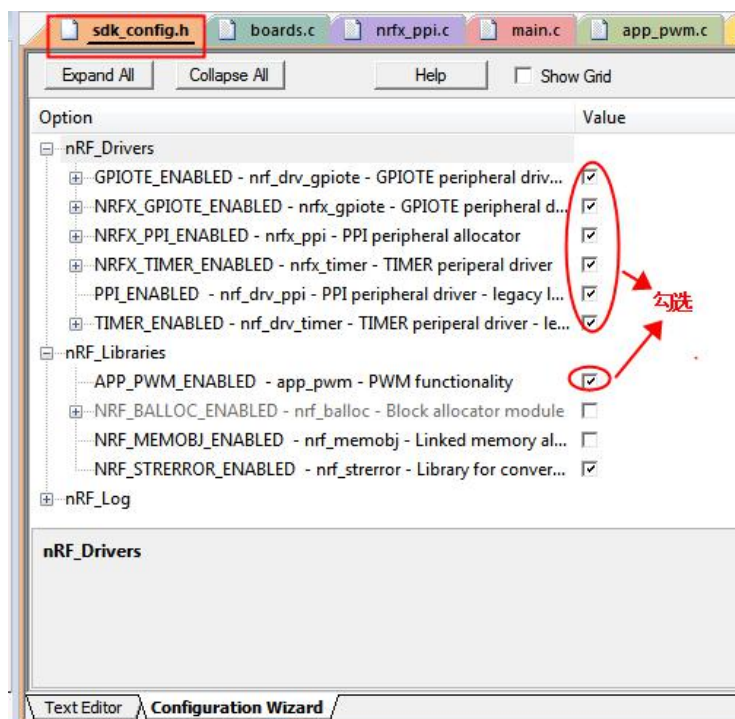 sdk_config.h boards.c nrfx_ppi.c main.c app_pwm.c
Expand All Collapse All Help Show Grid
Option Value
nRF_Drivers
GPIOTE_ENABLED - nrf_drv_gpiote - GPIOTE peripheral driv...
NRFX_GPIOTE_ENABLED - nrfx_gpiote - GPIOTE peripheral d...
NRFX_PPI_ENABLED - nrfx_ppi - PPI peripheral allocator
NRFX_TIMER_ENABLED - nrfx_timer - TIMER periperal driver
PPI_ENABLED - nrf_drv_ppi - PPI peripheral driver - legacy l...
勾选
TIMER_ENABLED - nrf_drv_timer - TIMER periperal driver - le...
nRF_Libraries
APP_PWM_ENABLED - app_pwm - PWM functionality
NRF_BALLOC_ENABLED - nrf_balloc - Block allocator module
NRF_MEMOBJ_ENABLED - nrf_memobj - Linked memory al...
NRF_STRERROR_ENABLED - nrf_strerror - Library for conver...
nRF_Log
nRF_Drivers
Text Editor Configuration Wizard